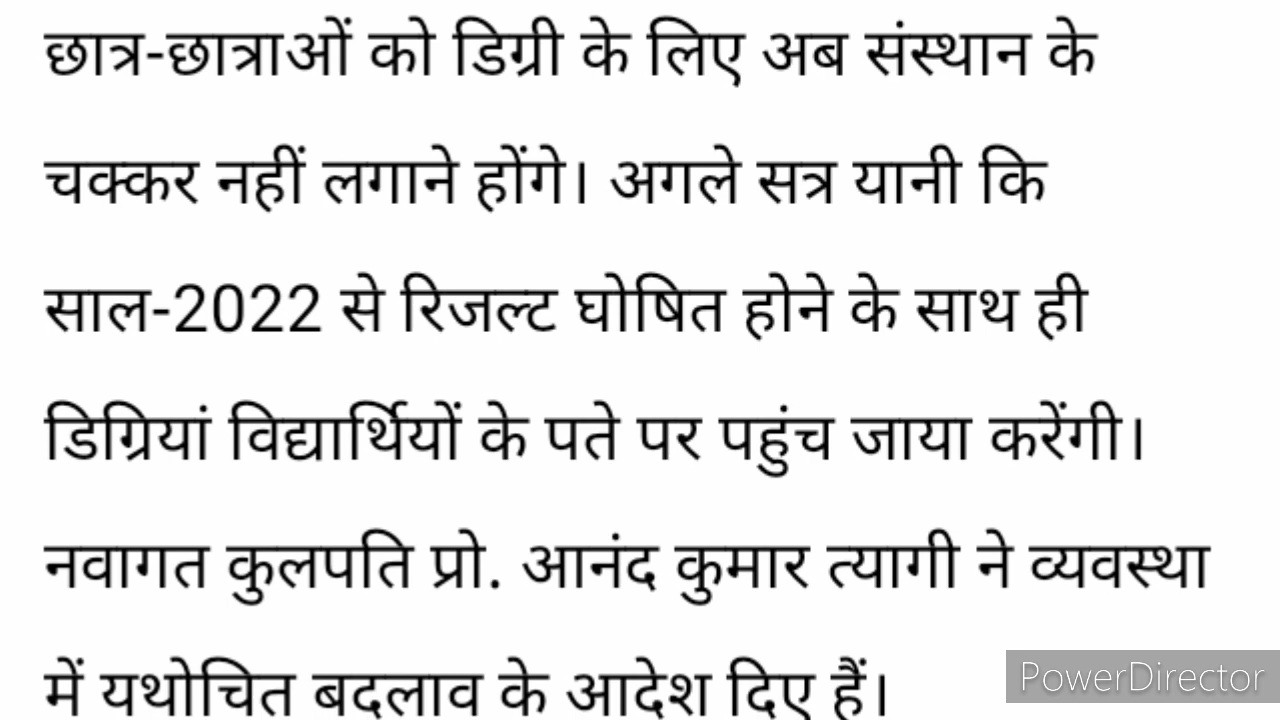 छात्र-छात्राओं को डिग्री के लिए अब संस्थान के
चक्कर नहीं लगाने होंगे। अगले सत्र यानी कि
साल-2022 से रिजल्ट घोषित होने के साथ ही
डिग्रियां विद्यार्थियों के पते पर पहुंच जाया करेंगी।
नवागत कुलपति प्रो. आनंद कुमार त्यागी ने व्यवस्था
में यथोचित बदलाव के आदेश दिए हैं।
PowerDirector